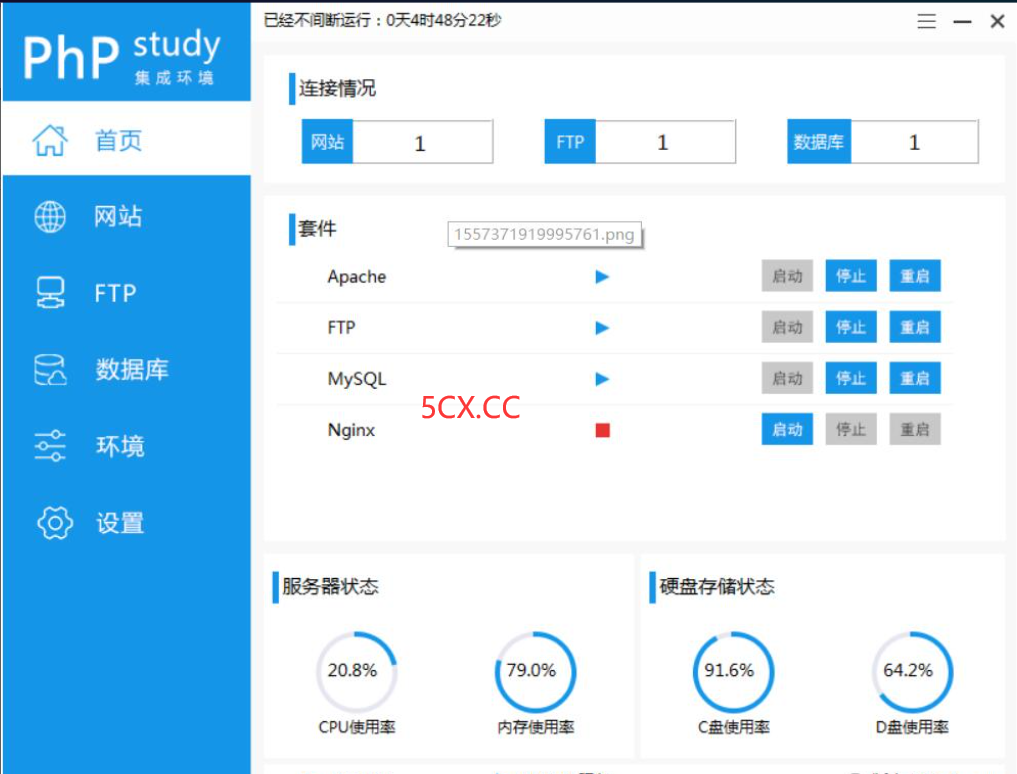 PhP study
集成环境
已经不间断运行：0天4时48分22秒
首页
网站
FTP
数据库
环境
设置
连接情况
网站 1 FTP 1 数据库 1
套件
1557371919995761.png
Apache 启动 停止 重启
FTP 启动 停止 重启
MySQL 启动 停止 重启
5CX.CC
Nginx 启动 停止 重启
服务器状态
20.8% 79.0%
CPU使用率 内存使用率
硬盘存储状态
91.6% 64.2%
C盘使用率 D盘使用率